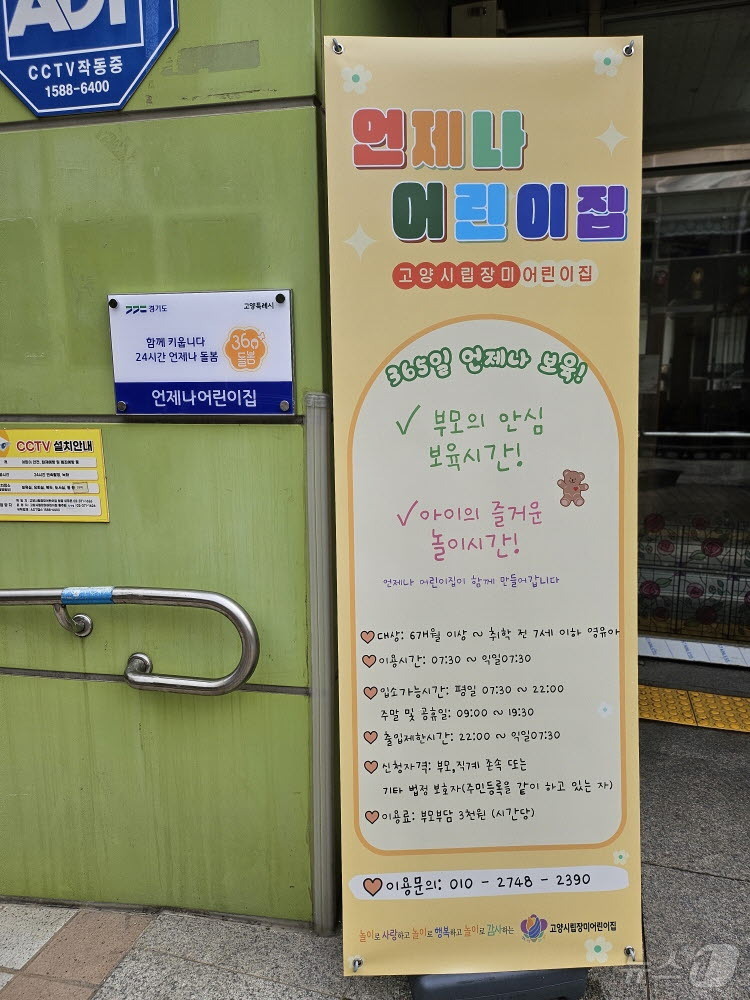 ADT
CCTV작동중
1588-6400
경기도
고양특례시
함께 키웁니다
24시간 언제나 돌봄
360°
돌봄
언제나어린이집
CCTV 설치안내
언제나
어린이집
고양시립장미어린이집
365일 언제나 보육!
✓ 부모의 안심
보육시간!
✓아이의 즐거운
놀이시간!
언제나 어린이집이 함께 만들어갑니다
대상: 6개월 이상 ~ 취학 전 7세 이하 영유아
이용시간: 07:30 ~ 익일07:30
입소가능시간: 평일 07:30 ~ 22:00
주말 및 공휴일: 09:00 ~ 19:30
출입제한시간: 22:00 ~ 익일07:30
신청자격: 부모,직계 존속 또는
기타 법정 보호자(주민등록을 같이 하고 있는 자)
이용료: 부모부담 3천원 (시간당)
이용문의: 010 - 2748 - 2390
놀이로 사랑하고 놀이로 행복하고 놀이로 감사하는
고양시립장미어린이집
뉴스1